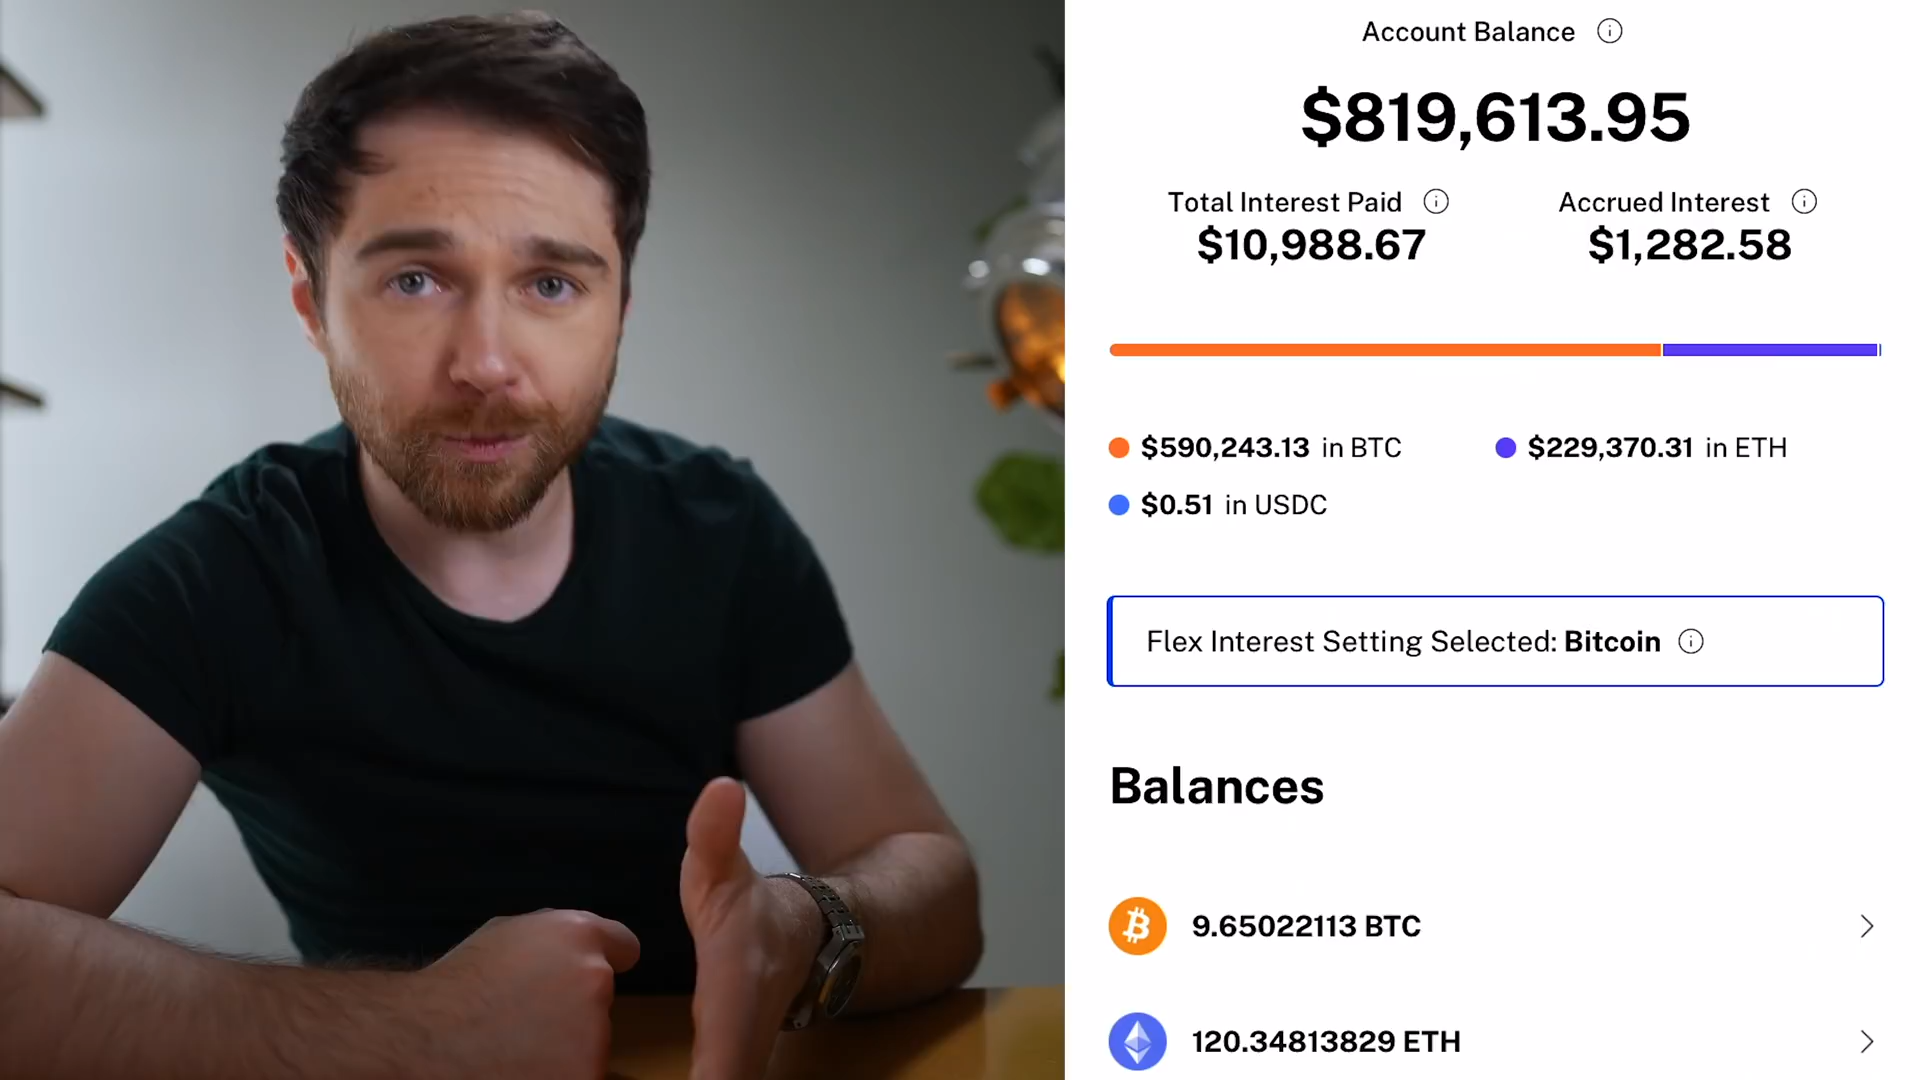 Account Balance
$819,613.95
Total Interest Paid Accrued Interest
$10,988.67 $1,282.58
$590,243.13 in BTC $229,370.31 in ETH
$0.51 in USDC
Flex Interest Setting Selected: Bitcoin
Balances
9.65022113 BTC
120.34813829 ETH